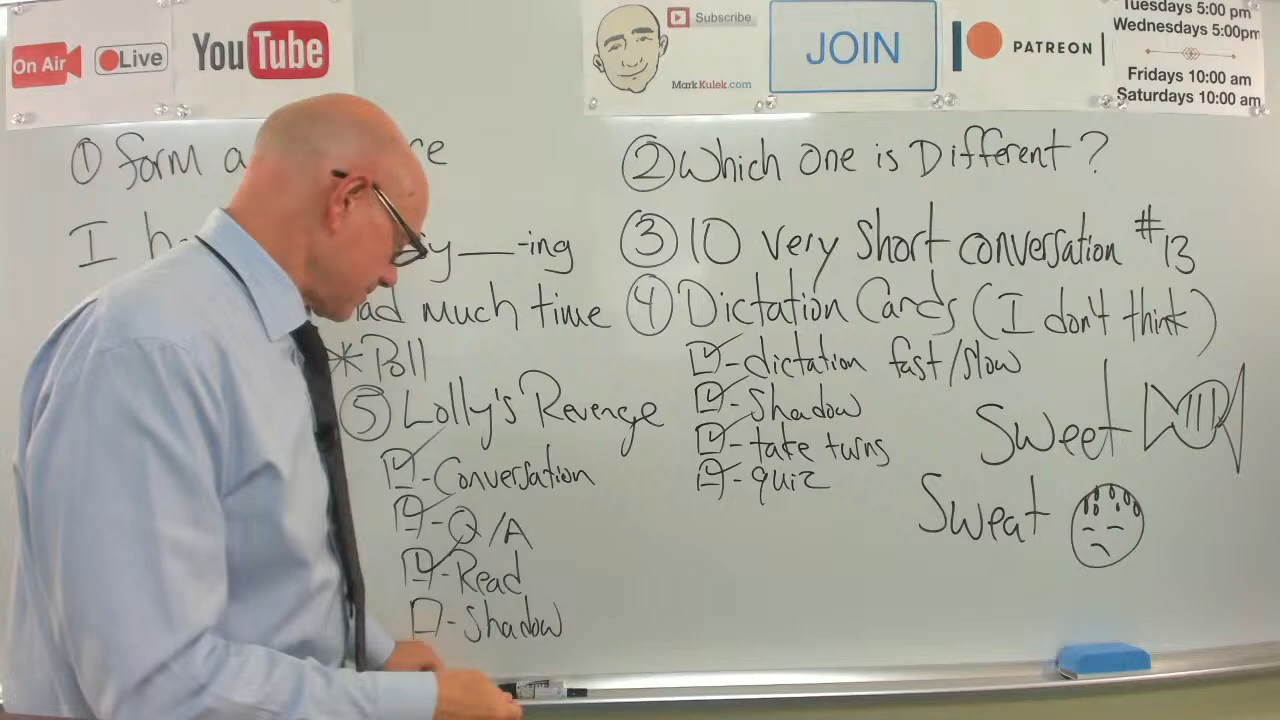 On Air
Live
YouTube
Subscribe
MarkKulek.com
JOIN
PATREON
Tuesdays 5:00 pm
Wednesdays 5:00pm
Fridays 10:00 am
Saturdays 10:00 am
① form a
I
-ing
had much time
*Poll
⑤ Lolly's Revenge
-Conversation
-Q/A
-Read
-Shadow
② Which One is Different?
③ 10 very short conversation #13
④ Dictation Cards (I don't think)
-dictation fast/slow
-Shadow
-take turns
-quiz
Sweet
Sweat